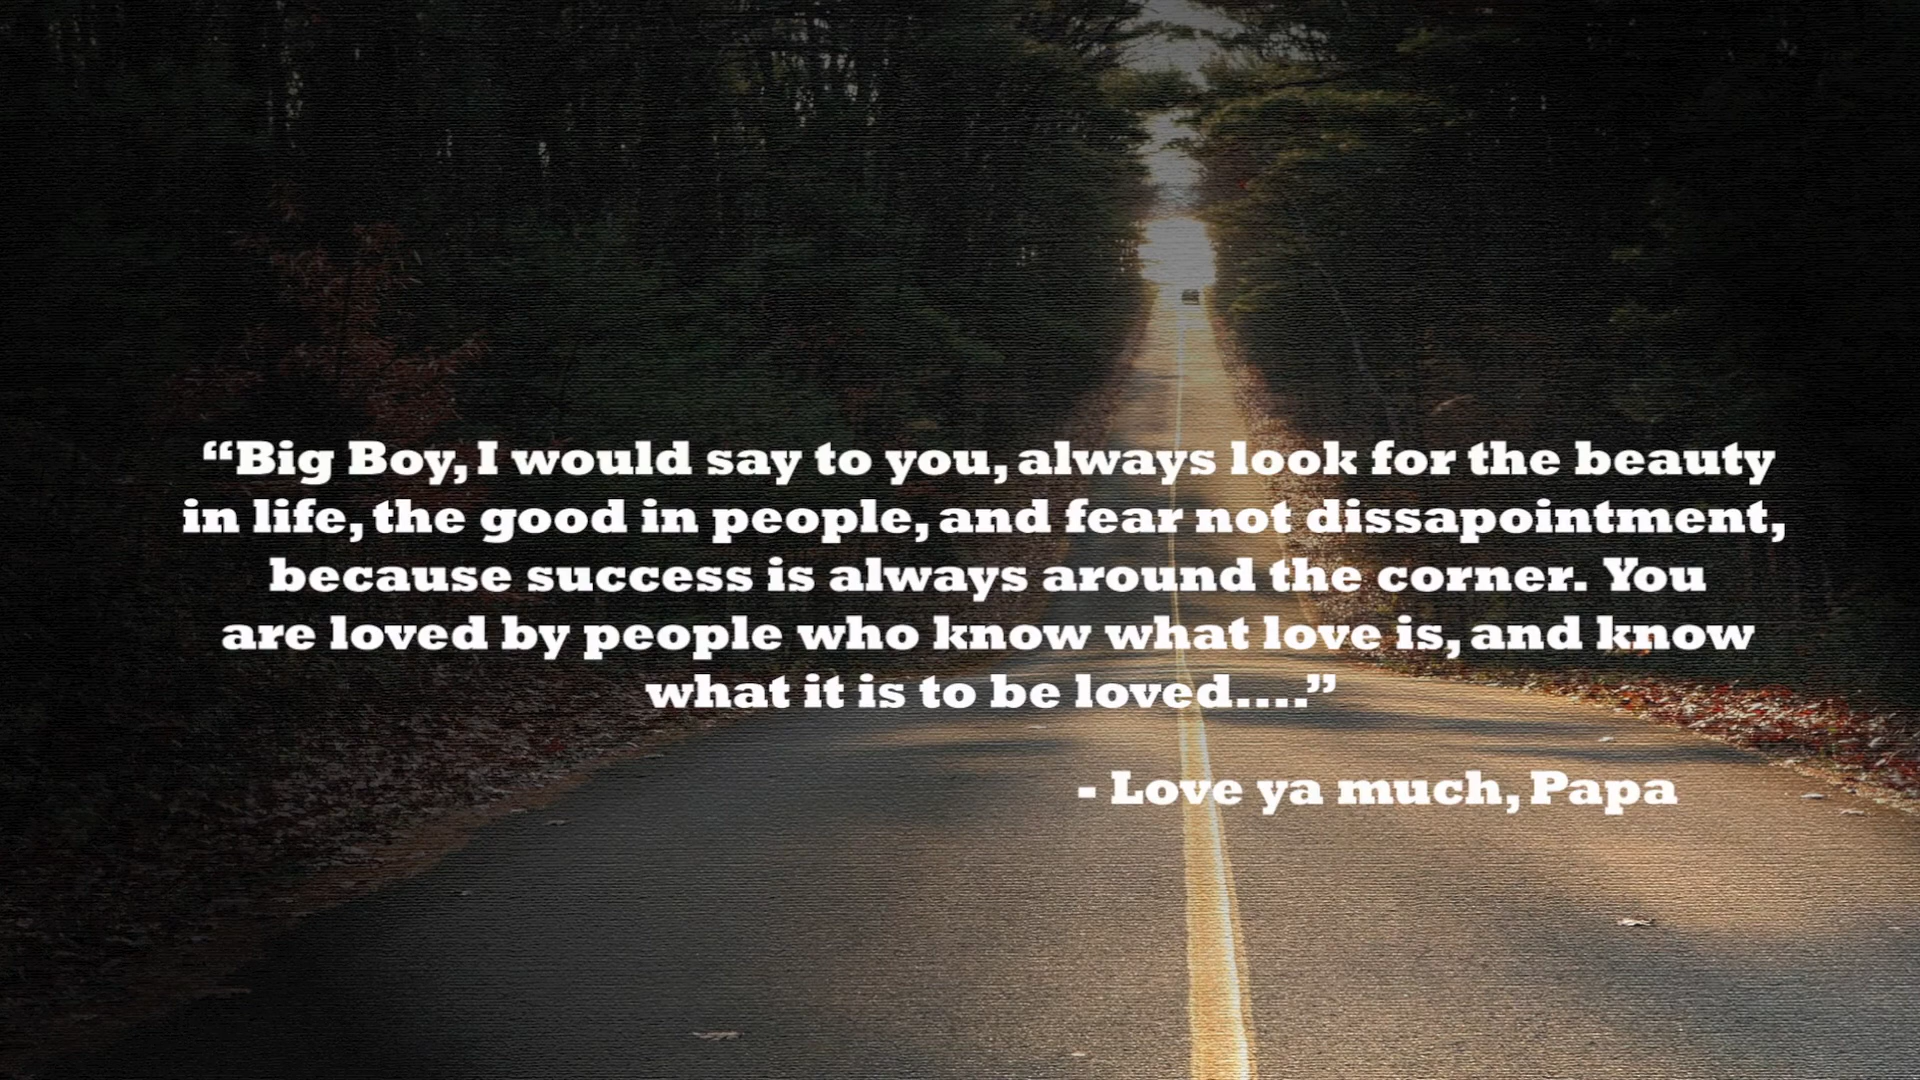 “Big Boy, I would say to you, always look for the beauty
in life, the good in people, and fear not dissapointment,
because success is always around the corner. You
are loved by people who know what love is, and know
what it is to be loved....”
- Love ya much, Papa